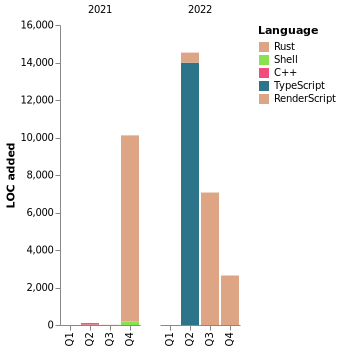 2021
2022
16,000
14,000
12,000
10,000
8,000
6,000
4,000
2,000
0
LOC added
Q1
Q2
Q3
Q4
Q1
Q2
Q3
Q4
Language
Rust
Shell
C++
TypeScript
RenderScript